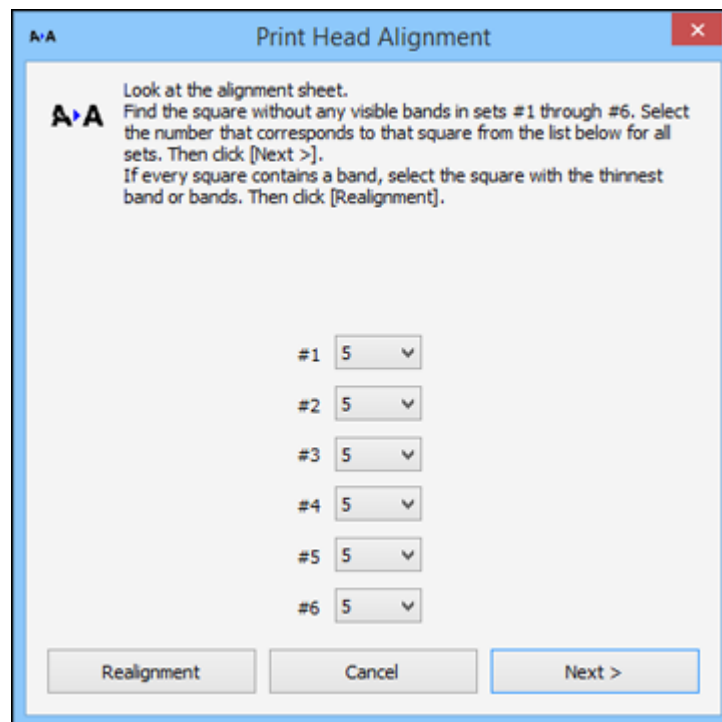 A▸A Print Head Alignment
A▸A
Look at the alignment sheet.
Find the square without any visible bands in sets #1 through #6. Select
the number that corresponds to that square from the list below for all
sets. Then click [Next >].
If every square contains a band, select the square with the thinnest
band or bands. Then click [Realignment].
#1 5
#2 5
#3 5
#4 5
#5 5
#6 5
Realignment Cancel Next >